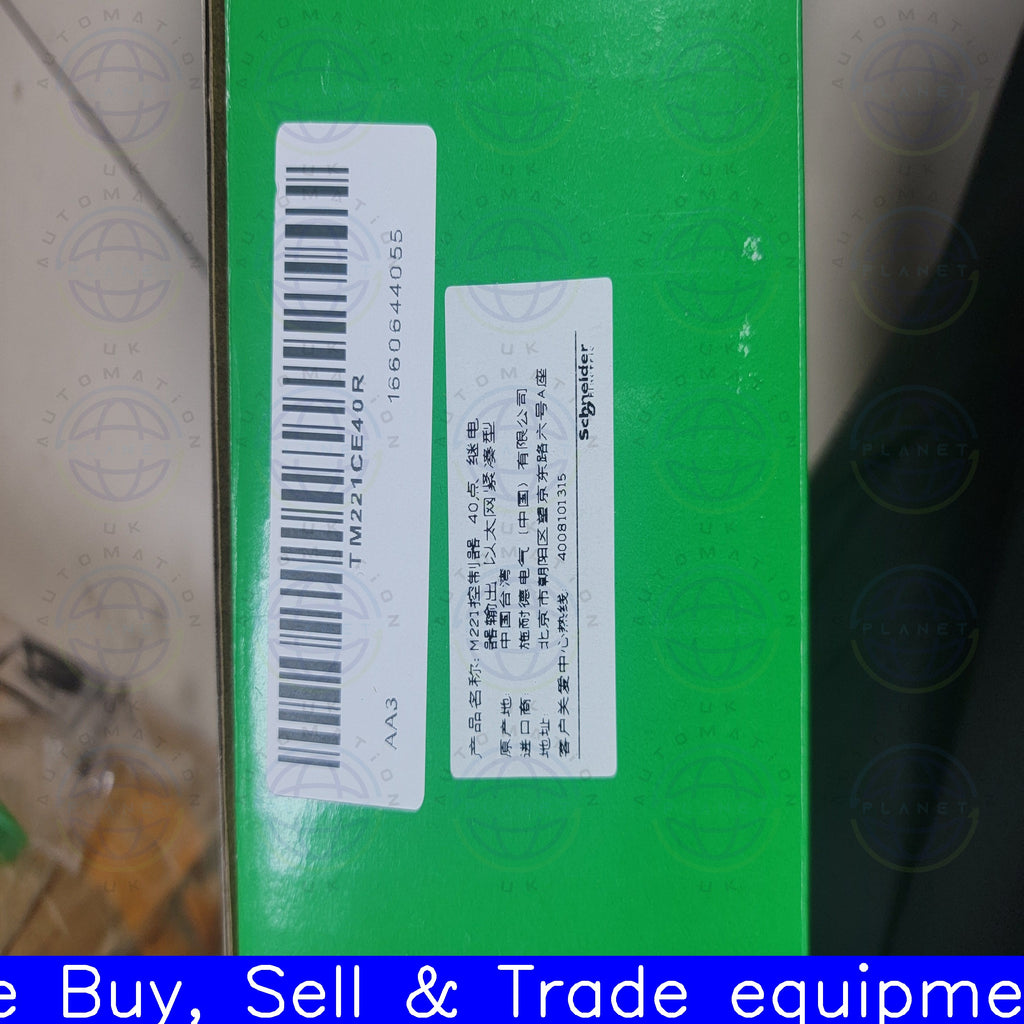 TM221CE40R
1660644055
AA3
产品名称: M221控制器 40点 继电
器输出 以太网 紧凑型
原产地: 中国台湾
进口商: 施耐德电气(中国)有限公司
地址: 北京市朝阳区望京东路六号A座
客户关爱中心热线: 4008101315
Schneider
Electric
e Buy, Sell & Trade equipme
AUTOMATION
PLANET
UK